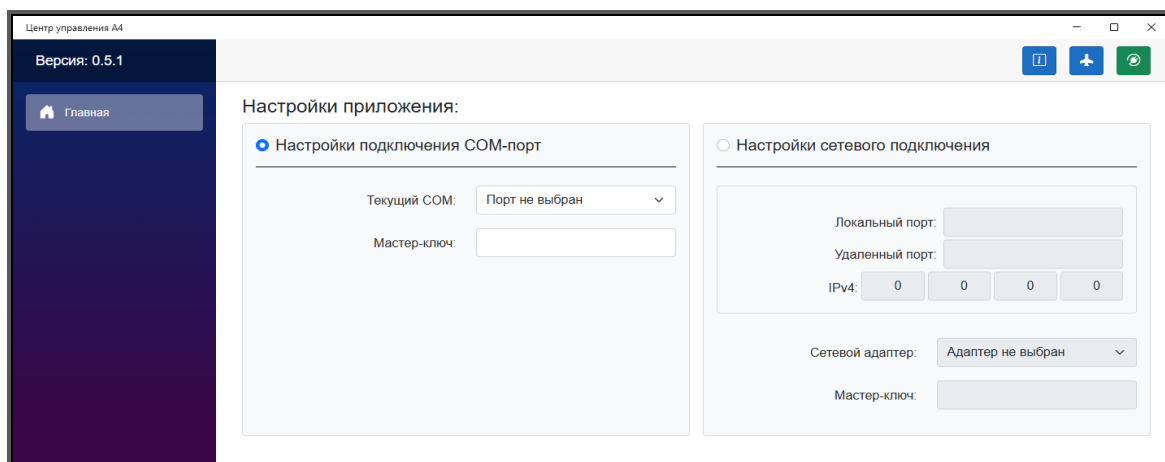 Центр управления А4
Версия: 0.5.1
Главная
Настройки приложения:
Настройки подключения COM-порт
Текущий COM: Порт не выбран
Мастер-ключ:
Настройки сетевого подключения
Локальный порт:
Удаленный порт:
IPv4: 0 0 0 0
Сетевой адаптер: Адаптер не выбран
Мастер-ключ: